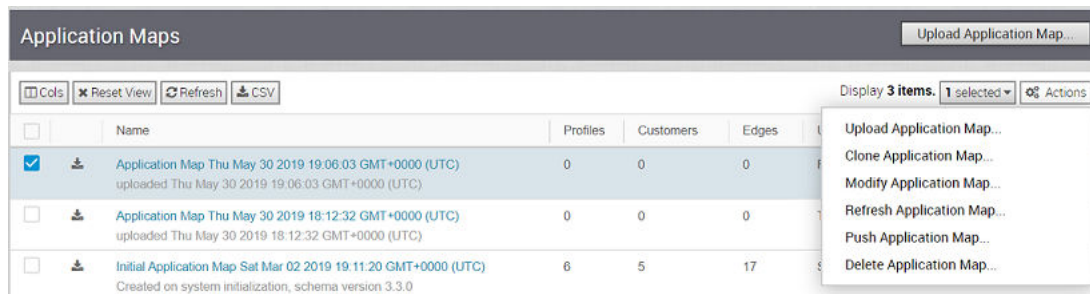 Application Maps
Upload Application Map...
Cols Reset View Refresh CSV
Display 3 items. 1 selected Actions
Name Profiles Customers Edges
Upload Application Map...
Clone Application Map...
Modify Application Map...
Refresh Application Map...
Push Application Map...
Delete Application Map...
Application Map Thu May 30 2019 19:06:03 GMT+0000 (UTC) 0 0 0
uploaded Thu May 30 2019 19:06:03 GMT+0000 (UTC)
Application Map Thu May 30 2019 18:12:32 GMT+0000 (UTC) 0 0 0
uploaded Thu May 30 2019 18:12:32 GMT+0000 (UTC)
Initial Application Map Sat Mar 02 2019 19:11:20 GMT+0000 (UTC) 6 5 17
Created on system initialization, schema version 3.3.0